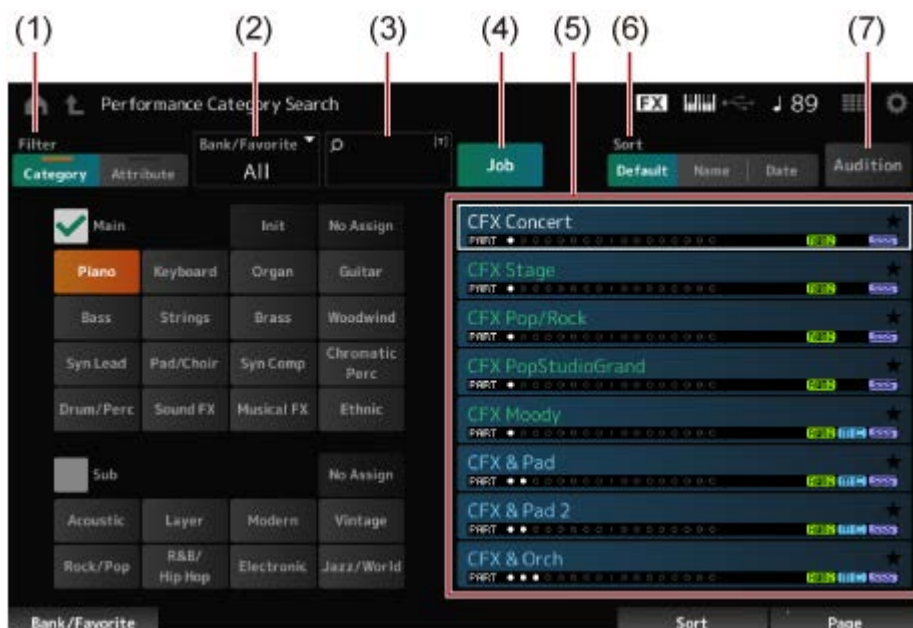 (1) (2) (3) (4) (5) (6) (7)
Performance Category Search FX 89
Filter Bank/Favorite Sort
Category Attribute All Job Default Name Date Audition
Main Init No Assign
Piano Keyboard Organ Guitar
Bass Strings Brass Woodwind
Syn Lead Pad/Choir Syn Comp Chromatic Perc
Drum/Perc Sound FX Musical FX Ethnic
Sub No Assign
Acoustic Layer Modern Vintage
Rock/Pop R&B/ Hip Hop Electronic Jazz/World
CFX Concert
PART
CFX Stage
PART
CFX Pop/Rock
PART
CFX PopStudioGrand
PART
CFX Moody
PART
CFX & Pad
PART
CFX & Pad 2
PART
CFX & Orch
PART
Bank/Favorite Sort Page